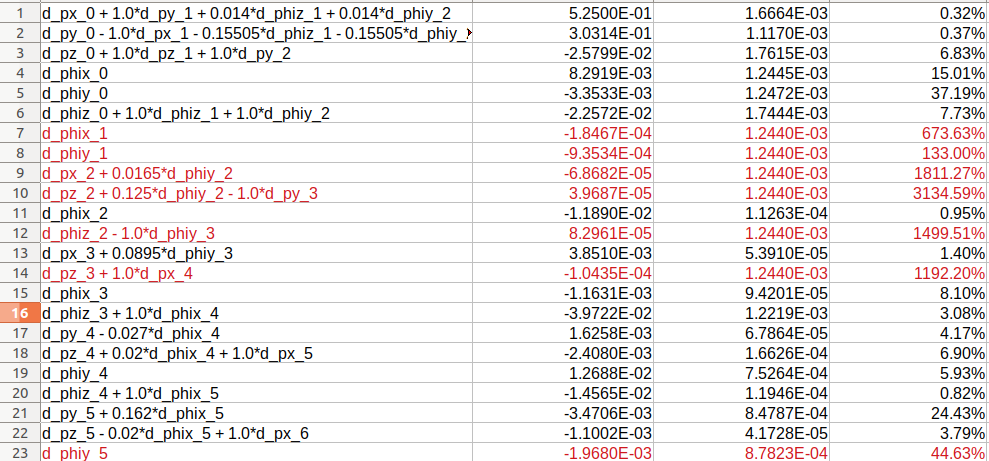 1 d_px_0 + 1.0*d_py_1 + 0.014*d_phiz_1 + 0.014*d_phiy_2 5.2500E-01 1.6664E-03 0.32%
2 d_py_0 - 1.0*d_px_1 - 0.15505*d_phiz_1 - 0.15505*d_phiy_ 3.0314E-01 1.1170E-03 0.37%
3 d_pz_0 + 1.0*d_pz_1 + 1.0*d_py_2 -2.5799E-02 1.7615E-03 6.83%
4 d_phix_0 8.2919E-03 1.2445E-03 15.01%
5 d_phiy_0 -3.3533E-03 1.2472E-03 37.19%
6 d_phiz_0 + 1.0*d_phiz_1 + 1.0*d_phiy_2 -2.2572E-02 1.7444E-03 7.73%
7 d_phix_1 -1.8467E-04 1.2440E-03 673.63%
8 d_phiy_1 -9.3534E-04 1.2440E-03 133.00%
9 d_px_2 + 0.0165*d_phiy_2 -6.8682E-05 1.2440E-03 1811.27%
10 d_pz_2 + 0.125*d_phiy_2 - 1.0*d_py_3 3.9687E-05 1.2440E-03 3134.59%
11 d_phix_2 -1.1890E-02 1.1263E-04 0.95%
12 d_phiz_2 - 1.0*d_phiy_3 8.2961E-05 1.2440E-03 1499.51%
13 d_px_3 + 0.0895*d_phiy_3 3.8510E-03 5.3910E-05 1.40%
14 d_pz_3 + 1.0*d_px_4 -1.0435E-04 1.2440E-03 1192.20%
15 d_phix_3 -1.1631E-03 9.4201E-05 8.10%
16 d_phiz_3 + 1.0*d_phix_4 -3.9722E-02 1.2219E-03 3.08%
17 d_py_4 - 0.027*d_phix_4 1.6258E-03 6.7864E-05 4.17%
18 d_pz_4 + 0.02*d_phix_4 + 1.0*d_px_5 -2.4080E-03 1.6626E-04 6.90%
19 d_phiy_4 1.2688E-02 7.5264E-04 5.93%
20 d_phiz_4 + 1.0*d_phix_5 -1.4565E-02 1.1946E-04 0.82%
21 d_py_5 + 0.162*d_phix_5 -3.4706E-03 8.4787E-04 24.43%
22 d_pz_5 - 0.02*d_phix_5 + 1.0*d_px_6 -1.1002E-03 4.1728E-05 3.79%
23 d_phiy_5 -1.9680E-03 8.7823E-04 44.63%